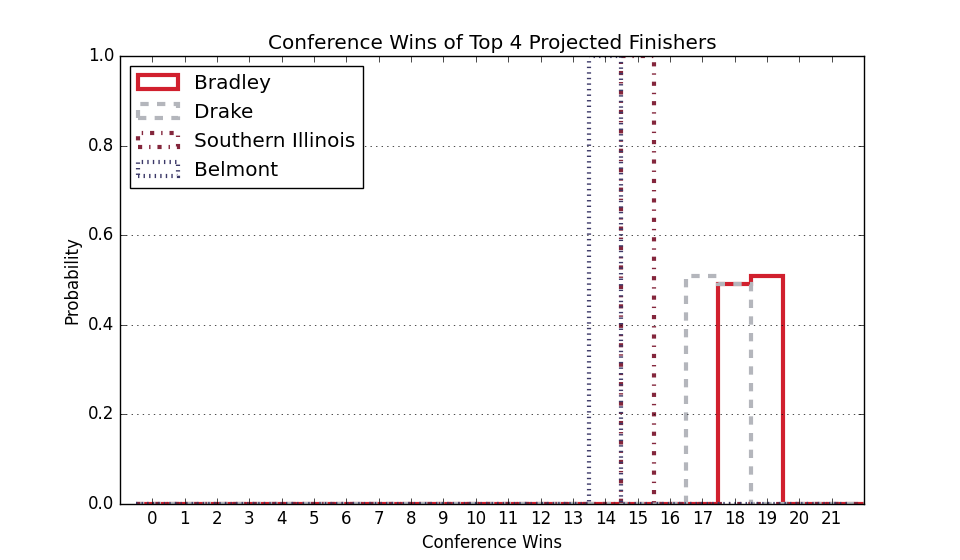 Conference Wins of Top 4 Projected Finishers
1.0
Bradley
Drake
Southern Illinois
Belmont
0.8
0.6
0.4
0.2
0.0
Probability
0 1 2 3 4 5 6 7 8 9 10 11 12 13 14 15 16 17 18 19 20 21
Conference Wins